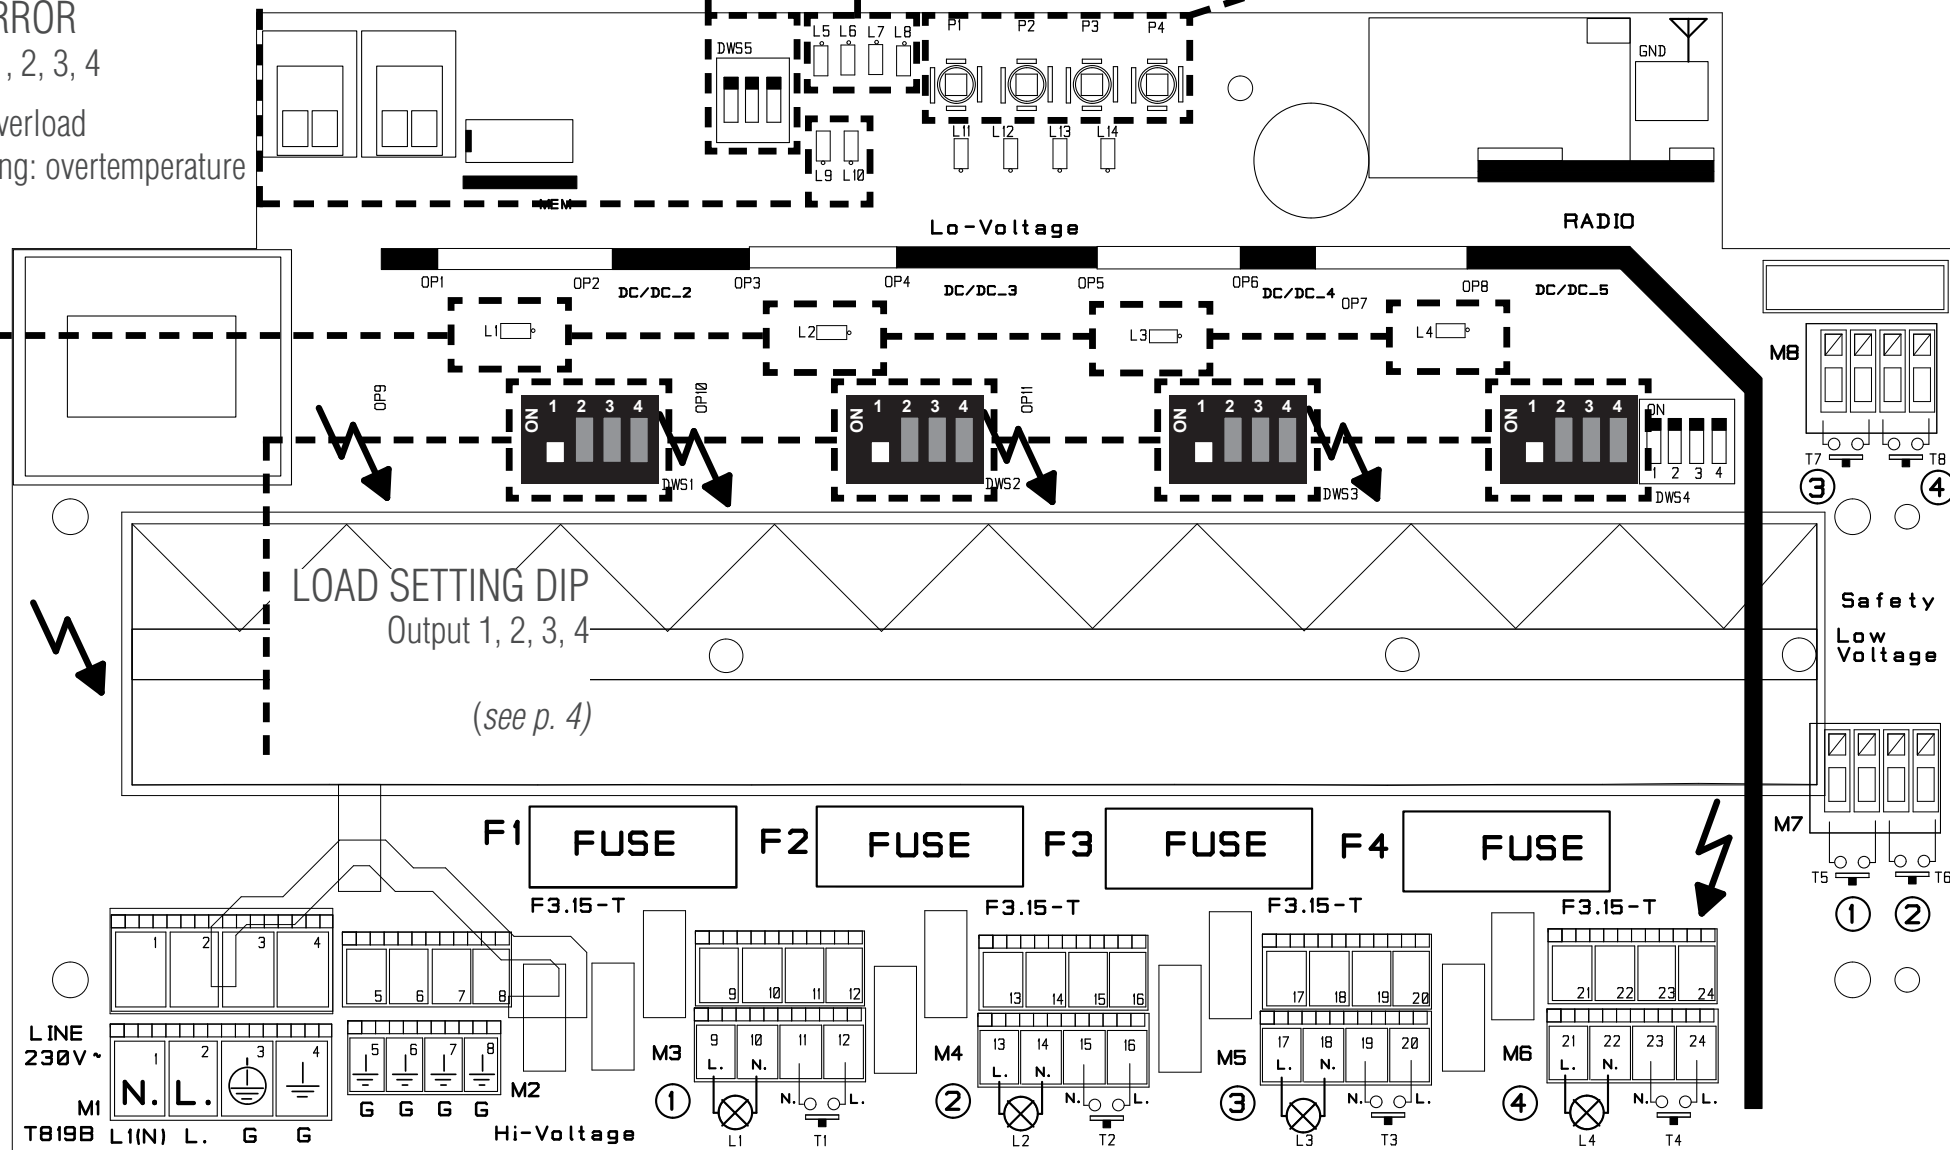 RROR
, 2, 3, 4
verload
ng: overtemperature
DWS5
L5 L6 L7 L8
P1 P2 P3 P4
GND
L9 L10
L11 L12 L13 L14
MEM
Lo-Voltage
RADIO
OP1 OP2 DC/DC_2 OP3 OP4 DC/DC_3 OP5 OP6 DC/DC_4 OP7 OP8 DC/DC_5
L1 L2 L3 L4
M8
OP9 OP10 OP11
ON 1 2 3 4
ON 1 2 3 4
ON 1 2 3 4
ON 1 2 3 4
ON
1 2 3 4
DWS1 DWS2 DWS3 DWS4
T7 T8
3 4
LOAD SETTING DIP
Output 1, 2, 3, 4
(see p. 4)
Safety
Low
Voltage
F1 FUSE F2 FUSE F3 FUSE F4 FUSE
M7
T5 T6
1 2
F3.15-T F3.15-T F3.15-T F3.15-T
1 2 3 4
5 6 7 8
9 10 11 12
13 14 15 16
17 18 19 20
21 22 23 24
LINE
230V~
1 2 3 4
N. L.
5 6 7 8
M1
T819B L1(N) L. G G
G G G G
M2
Hi-Voltage
M3
1
9 10 11 12
L. N.
N. L.
L1 T1
M4
2
13 14 15 16
L. N.
N. L.
L2 T2
M5
3
17 18 19 20
L. N.
N. L.
L3 T3
M6
4
21 22 23 24
L. N.
N. L.
L4 T4